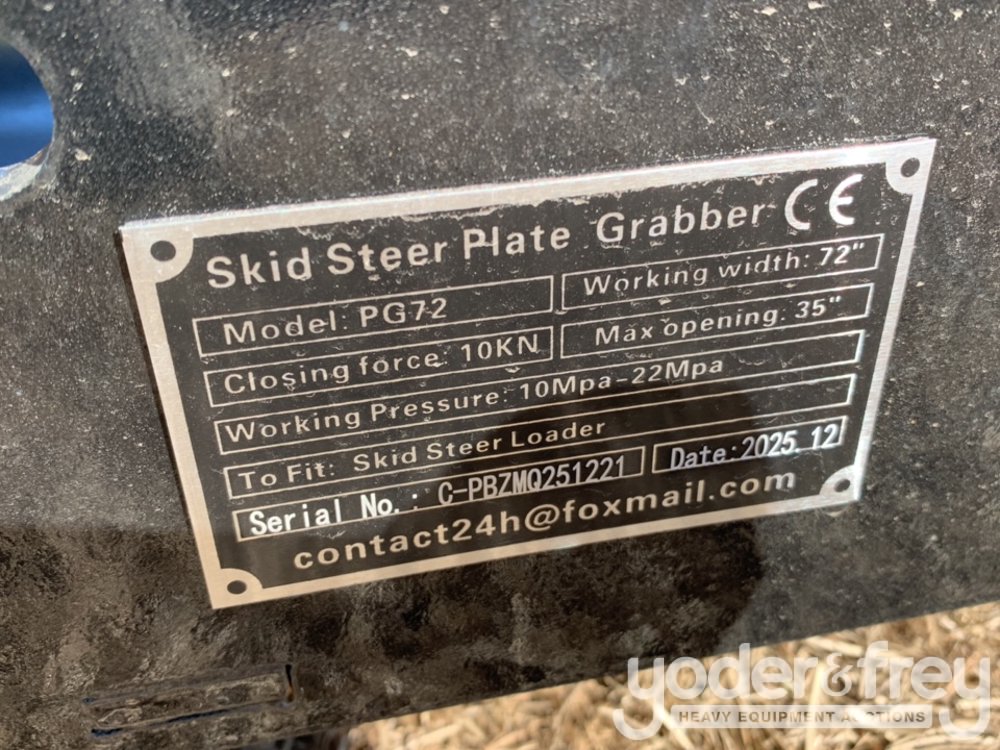 Skid Steer Plate Grabber CE
Model: PG72
Working width: 72"
Closing force: 10KN
Max opening: 35"
Working Pressure: 10Mpa-22Mpa
To Fit: Skid Steer Loader
Serial No.: C-PBZMQ251221
Date: 2025.12
contact24h@foxmail.com
yoder&frey
HEAVY EQUIPMENT AUCTIONS